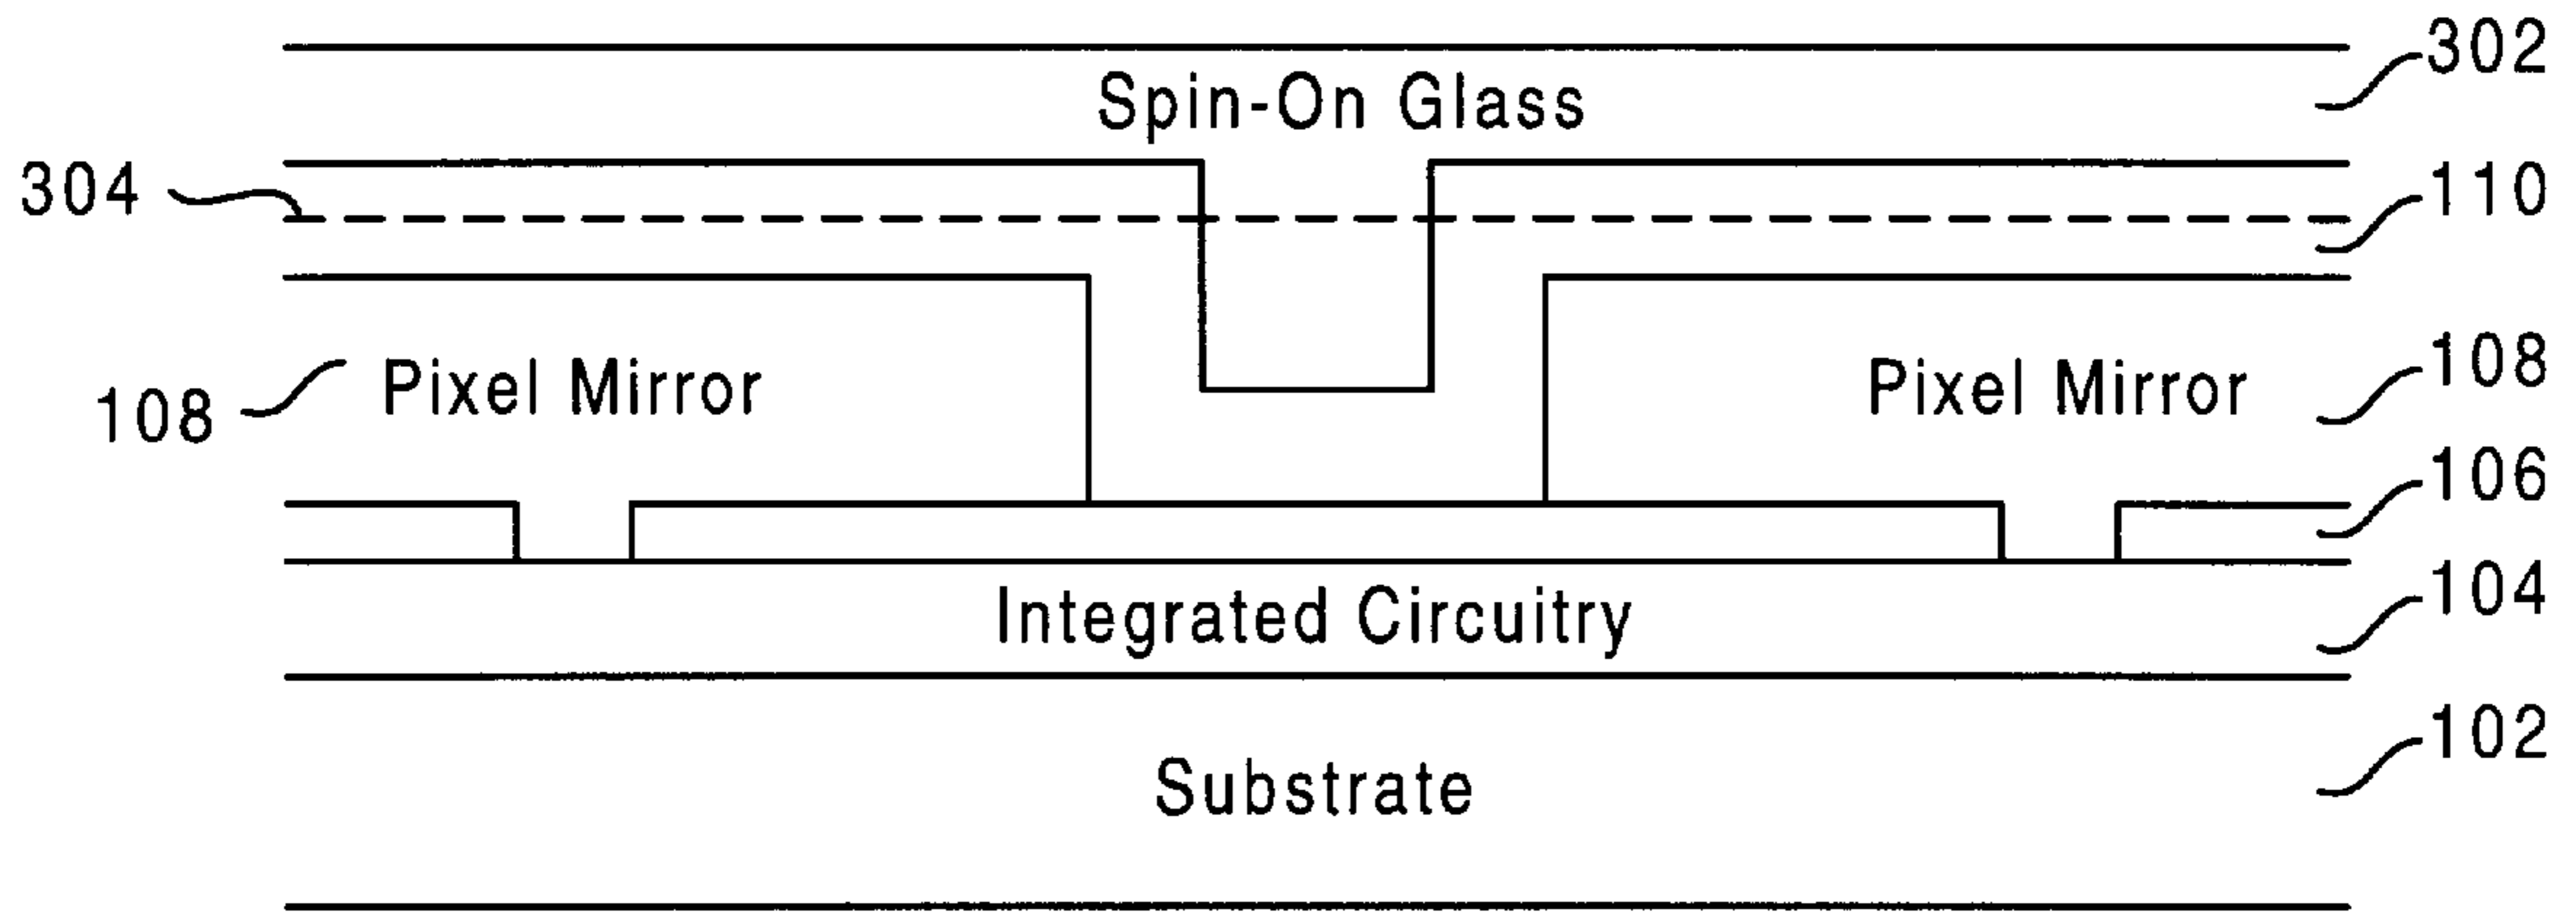 302
Spin-On Glass
304
110
Pixel Mirror
Pixel Mirror
108
108
106
104
Integrated Circuitry
102
Substrate